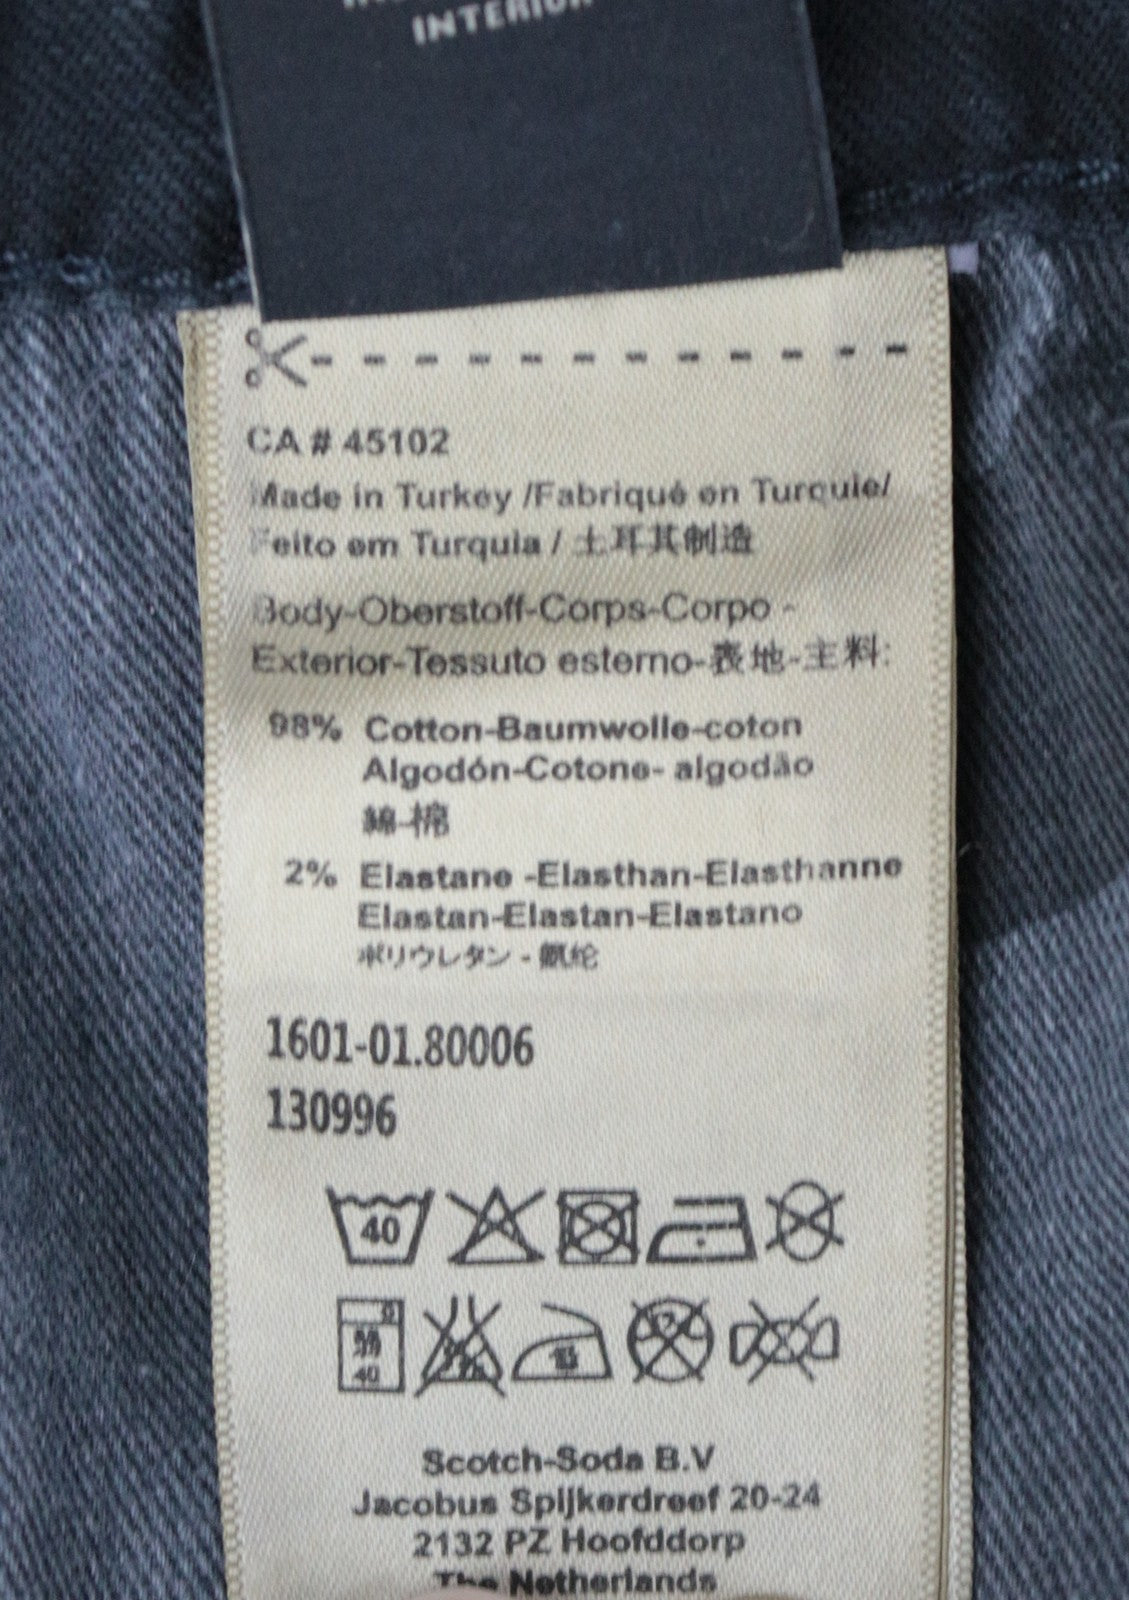 INTERIOR
CA # 45102
Made in Turkey /Fabriqué en Turquie/
Feito em Turquia / 土耳其制造
Body-Oberstoff-Corps-Corpo -
Exterior-Tessuto esterno-表地-主料:
98% Cotton-Baumwolle-coton
Algodón-Cotone- algodão
綿-棉
2% Elastane -Elasthan-Elasthanne
Elastan-Elastan-Elastano
ポリウレタン - 氨纶
1601-01.80006
130996
40
40
Scotch-Soda B.V
Jacobus Spijkerdreef 20-24
2132 PZ Hoofddorp
The Netherlands